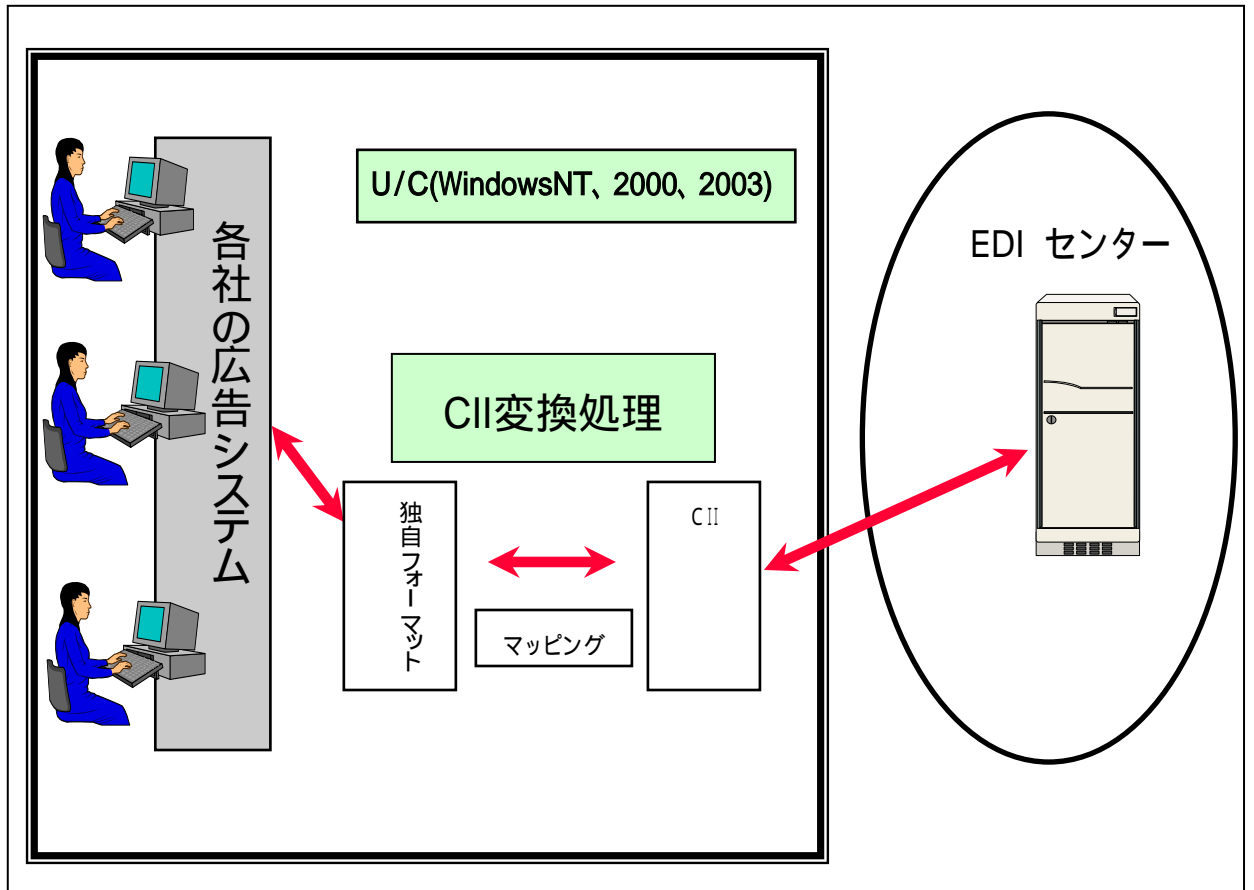 U/C(WindowsNT、2000、2003)
EDI センター
各社の広告システム
CII変換処理
独自フォーマット
CII
マッピング